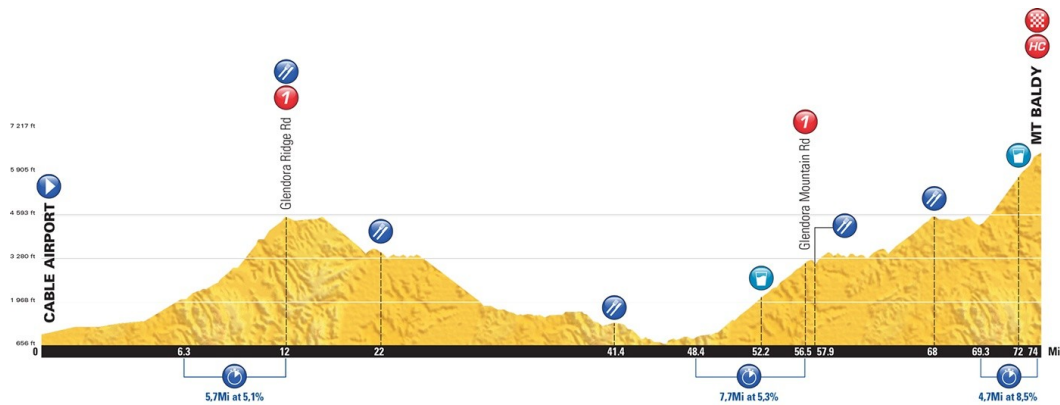 HC
MT BALDY
1
Glendora Ridge Rd
1
Glendora Mountain Rd
CABLE AIRPORT
7 217 ft
5 905 ft
4 593 ft
3 280 ft
1 968 ft
656 ft
0 6.3 12 22 41.4 48.4 52.2 56.5 57.9 68 69.3 72 74 Mi
5,7Mi at 5,1% 7,7Mi at 5,3% 4,7Mi at 8,5%